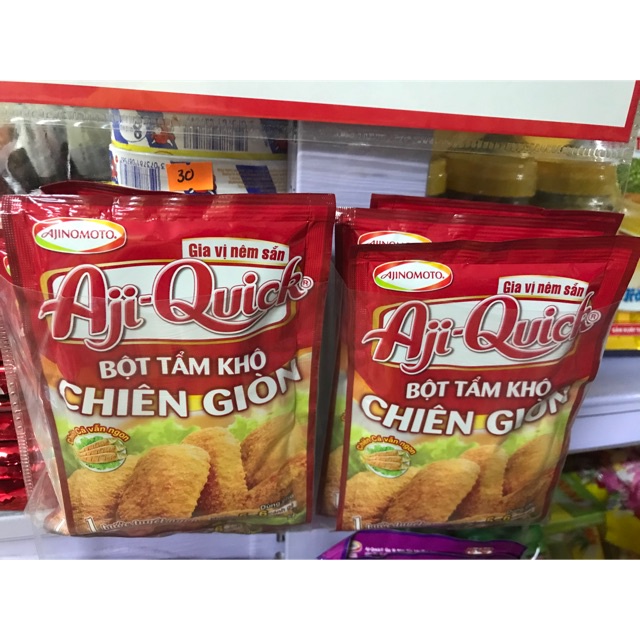 30
AJINOMOTO®
Gia vị nêm sẵn
Aji-Quick®
BỘT TẨM KHÔ
CHIÊN GIÒN
AJINOMOTO®
Gia vị nêm sẵn
Aji-Quick®
BỘT TẨM KHÔ
CHIÊN GIÒN